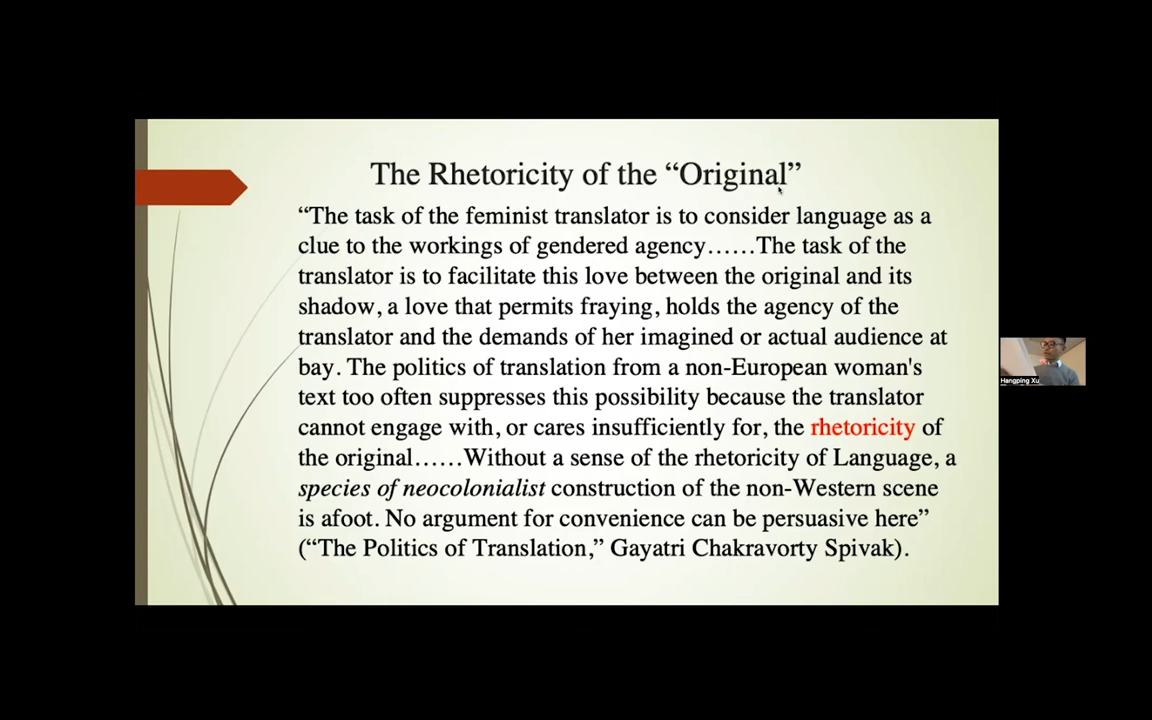 The Rhetoricity of the “Original”
“The task of the feminist translator is to consider language as a
clue to the workings of gendered agency……The task of the
translator is to facilitate this love between the original and its
shadow, a love that permits fraying, holds the agency of the
translator and the demands of her imagined or actual audience at
bay. The politics of translation from a non-European woman's
text too often suppresses this possibility because the translator
cannot engage with, or cares insufficiently for, the rhetoricity of
the original……Without a sense of the rhetoricity of Language, a
species of neocolonialist construction of the non-Western scene
is afoot. No argument for convenience can be persuasive here”
(“The Politics of Translation,” Gayatri Chakravorty Spivak).
Hangping Xu